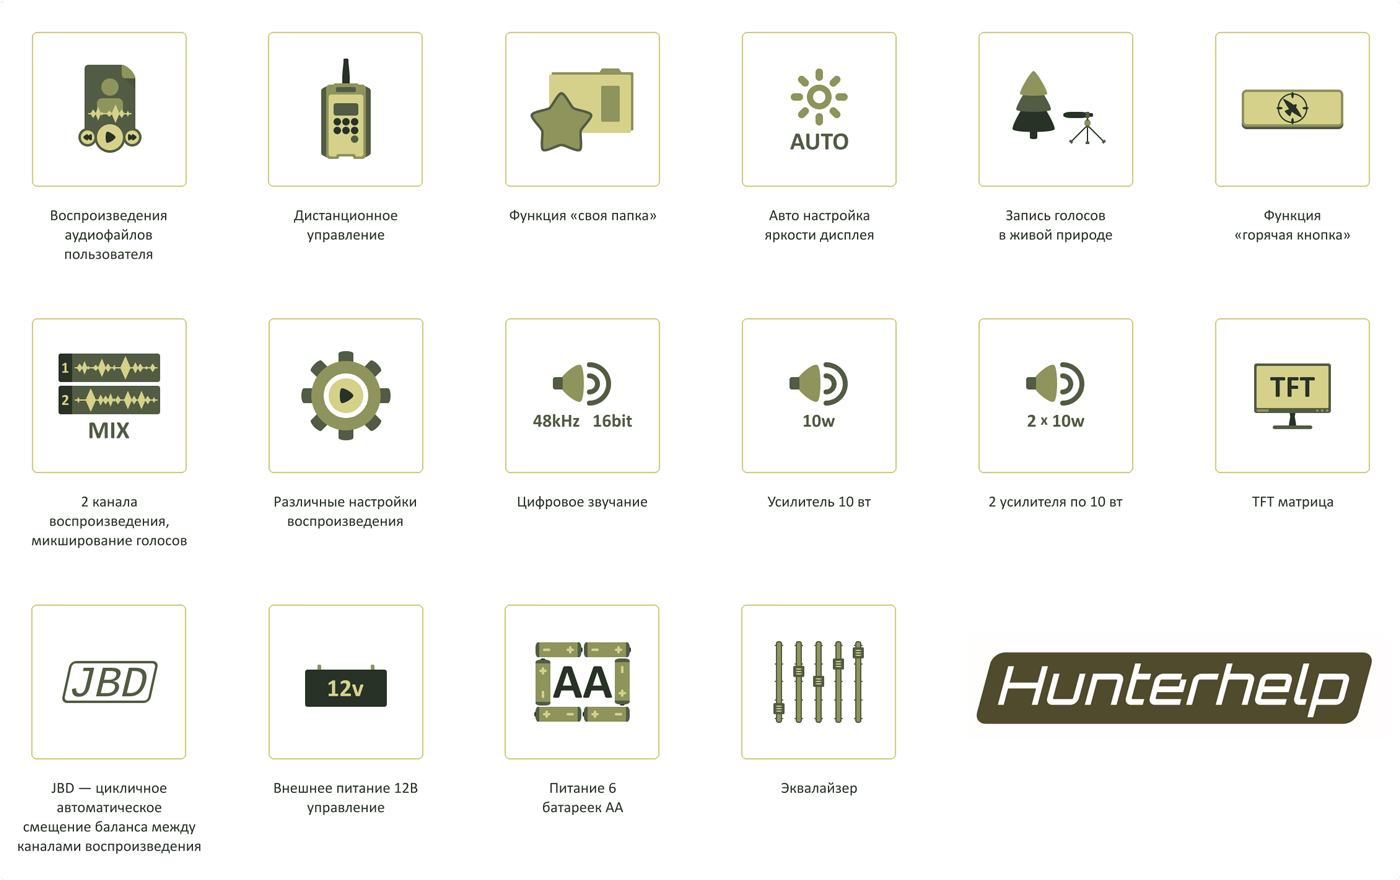 AUTO
Воспроизведения
аудиофайлов
пользователя
Дистанционное
управление
Функция «своя папка»
Авто настройка
яркости дисплея
Запись голосов
в живой природе
Функция
«горячая кнопка»
1
2
MIX
48kHz 16bit
10w
2 x 10w
TFT
2 канала
воспроизведения,
микширование голосов
Различные настройки
воспроизведения
Цифровое звучание
Усилитель 10 вт
2 усилителя по 10 вт
TFT матрица
JBD
12v
AA
Hunterhelp
JBD — цикличное
автоматическое
смещение баланса между
каналами воспроизведения
Внешнее питание 12В
управление
Питание 6
батареек АА
Эквалайзер